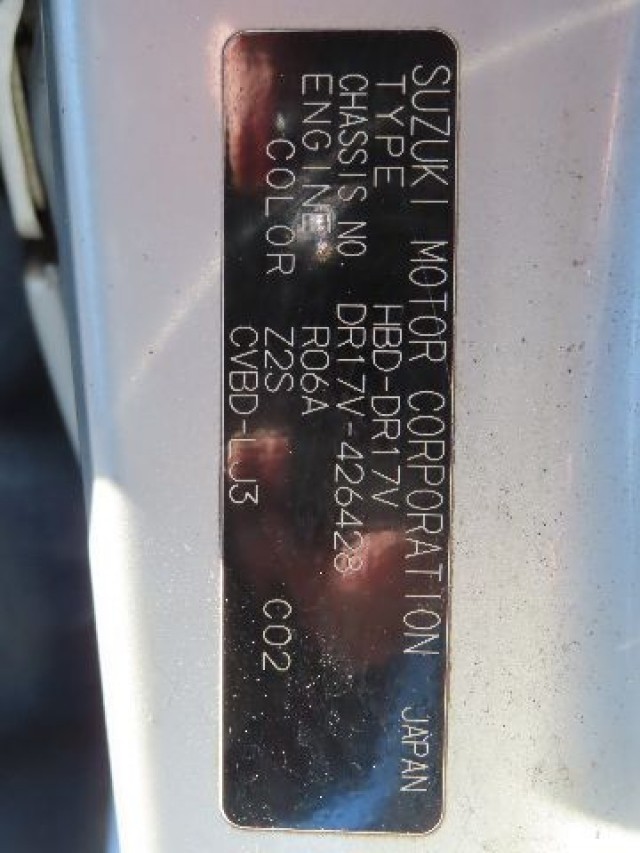 SUZUKI MOTOR CORPORATION JAPAN
TYPE HBD-DR17V
CHASSIS NO. DR17V-426428
ENGINE R06A
COLOR Z2S C02
CVBD-LJ3